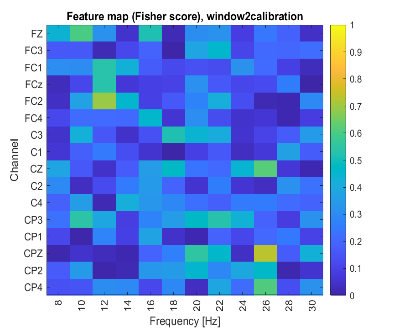 Feature map (Fisher score), window2calibration
FZ
FC3
FC1
FCz
FC2
FC4
C3
C1
CZ
C2
C4
CP3
CP1
CPZ
CP2
CP4
Channel
8 10 12 14 16 18 20 22 24 26 28 30
Frequency [Hz]
1
0.9
0.8
0.7
0.6
0.5
0.4
0.3
0.2
0.1
0